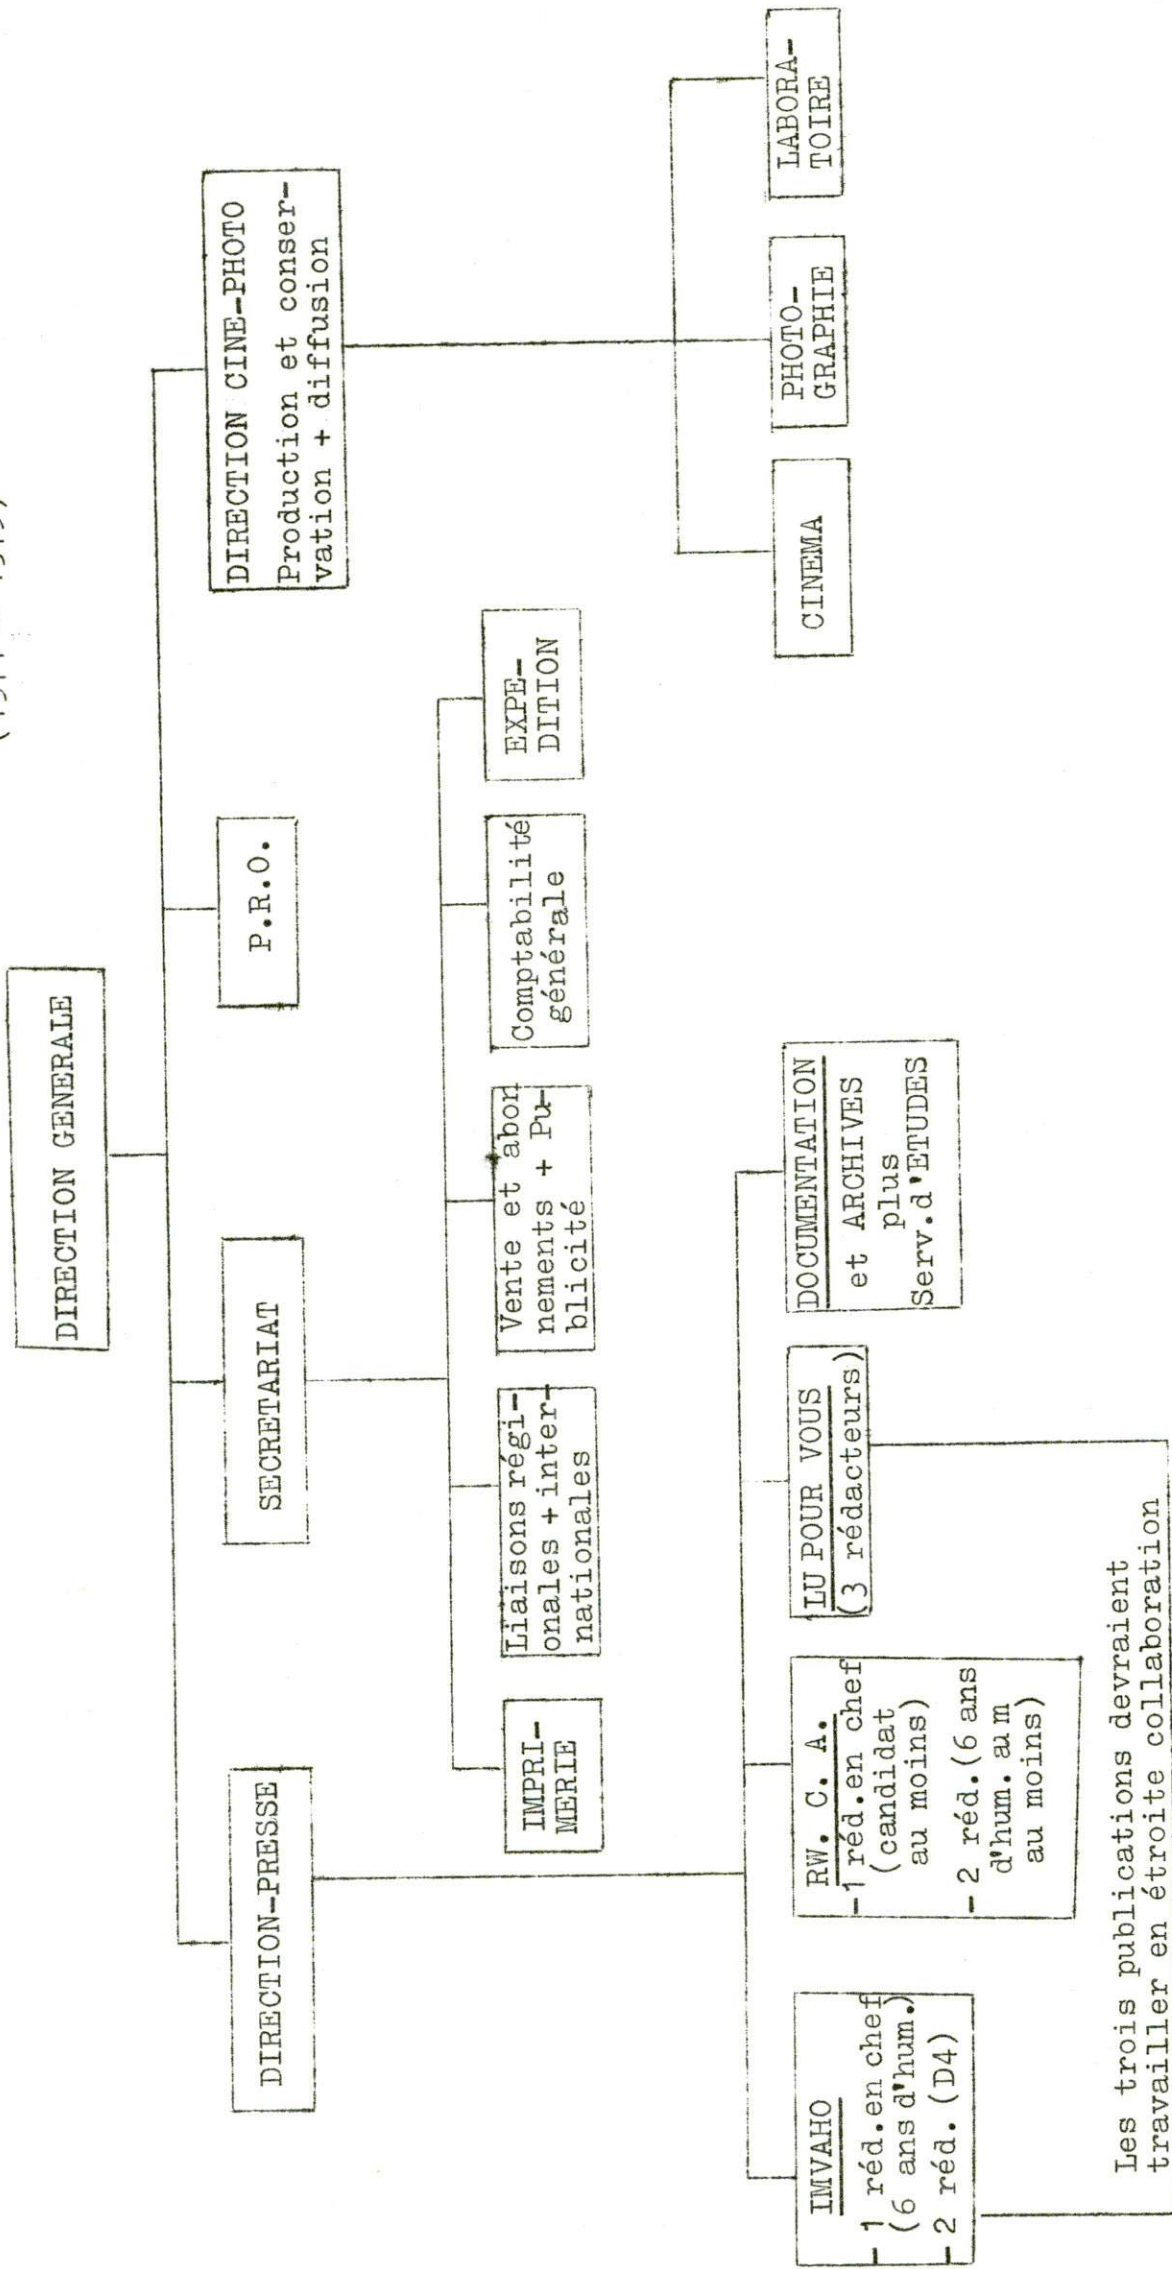 DIRECTION GENERALE
DIRECTION-PRESSE
SECRETARIAT
P.R.O.
DIRECTION CINE-PHOTO
Production et conser-
vation + diffusion
IMPRI-
MERIE
Liaisons régi-
onales + inter-
nationales
Vente et abon
nements + Pu-
blicité
Comptabilité
générale
EXPE-
DITION
IMVAHO
- 1 réd.en chef
(6 ans d'hum.)
- 2 réd. (D4)
RW. C. A.
-1 réd.en chef
(candidat
au moins)
- 2 réd.(6 ans
d'hum. au m
au moins)
LU POUR VOUS
(3 rédacteurs)
DOCUMENTATION
et ARCHIVES
plus
Serv.d'ETUDES
CINEMA
PHOTO-
GRAPHIE
LABORA-
TOIRE
Les trois publications devraient
travailler en étroite collaboration